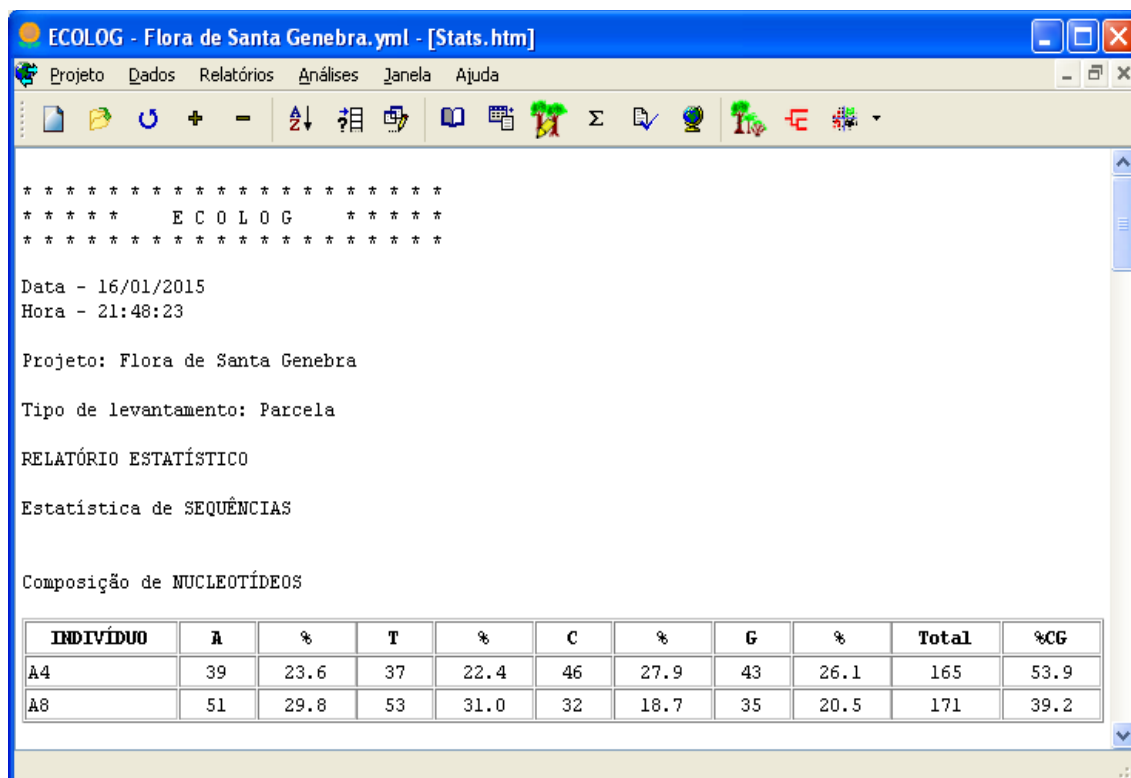 ECOLOG - Flora de Santa Genebra.yml - [Stats.htm]
Projeto Dados Relatórios Análises Janela Ajuda
* * * * * * * * * * * * * * * * * * * *
* * * * * E C O L O G * * * * *
* * * * * * * * * * * * * * * * * * * *
Data - 16/01/2015
Hora - 21:48:23
Projeto: Flora de Santa Genebra
Tipo de levantamento: Parcela
RELATÓRIO ESTATÍSTICO
Estatística de SEQUÊNCIAS
Composição de NUCLEOTÍDEOS
INDIVÍDUO A % T % C % G % Total %CG
A4 39 23.6 37 22.4 46 27.9 43 26.1 165 53.9
A8 51 29.8 53 31.0 32 18.7 35 20.5 171 39.2